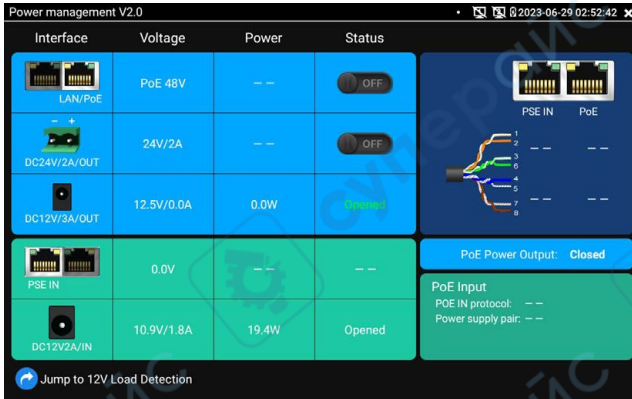 Power management V2.0
2023-06-29 02:52:42
Interface Voltage Power Status
LAN/PoE
PoE 48V
-- 
OFF
- +
DC24V/2A/OUT
24V/2A
--
OFF
DC12V/3A/OUT
12.5V/0.0A
0.0W
Opened
PSE IN
0.0V
--
--
DC12V2A/IN
10.9V/1.8A
19.4W
Opened
Jump to 12V Load Detection
PSE IN PoE
1
2
3
6
4
5
7
8
-- --
-- --
PoE Power Output: Closed
PoE Input
POE IN protocol: --
Power supply pair: --